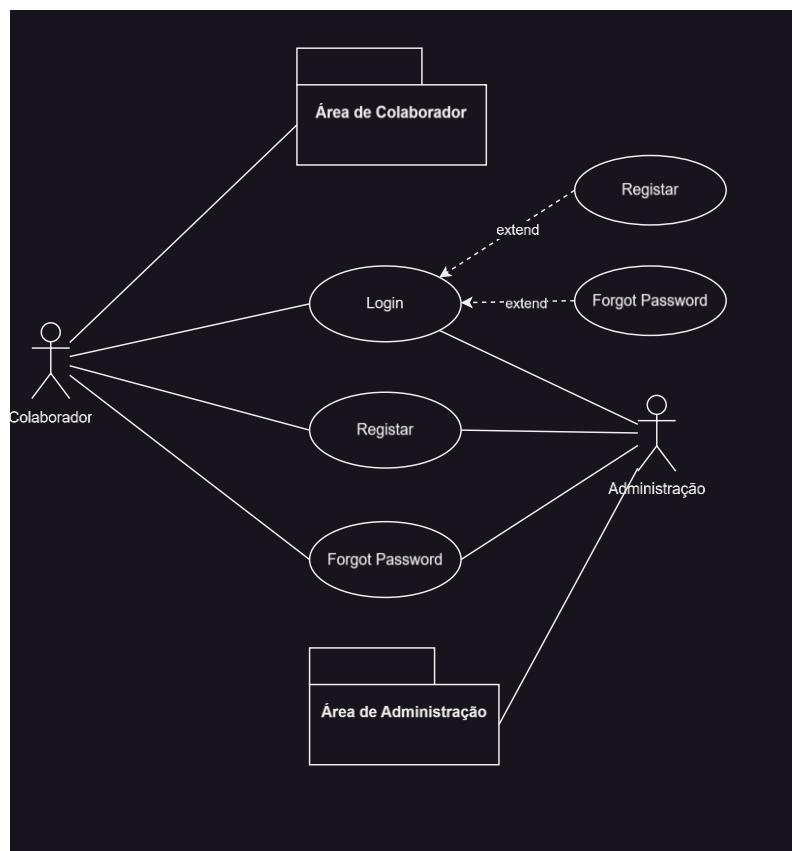 Área de Colaborador
Registar
extend
Login
extend
Forgot Password
Colaborador
Registar
Administração
Forgot Password
Área de Administração